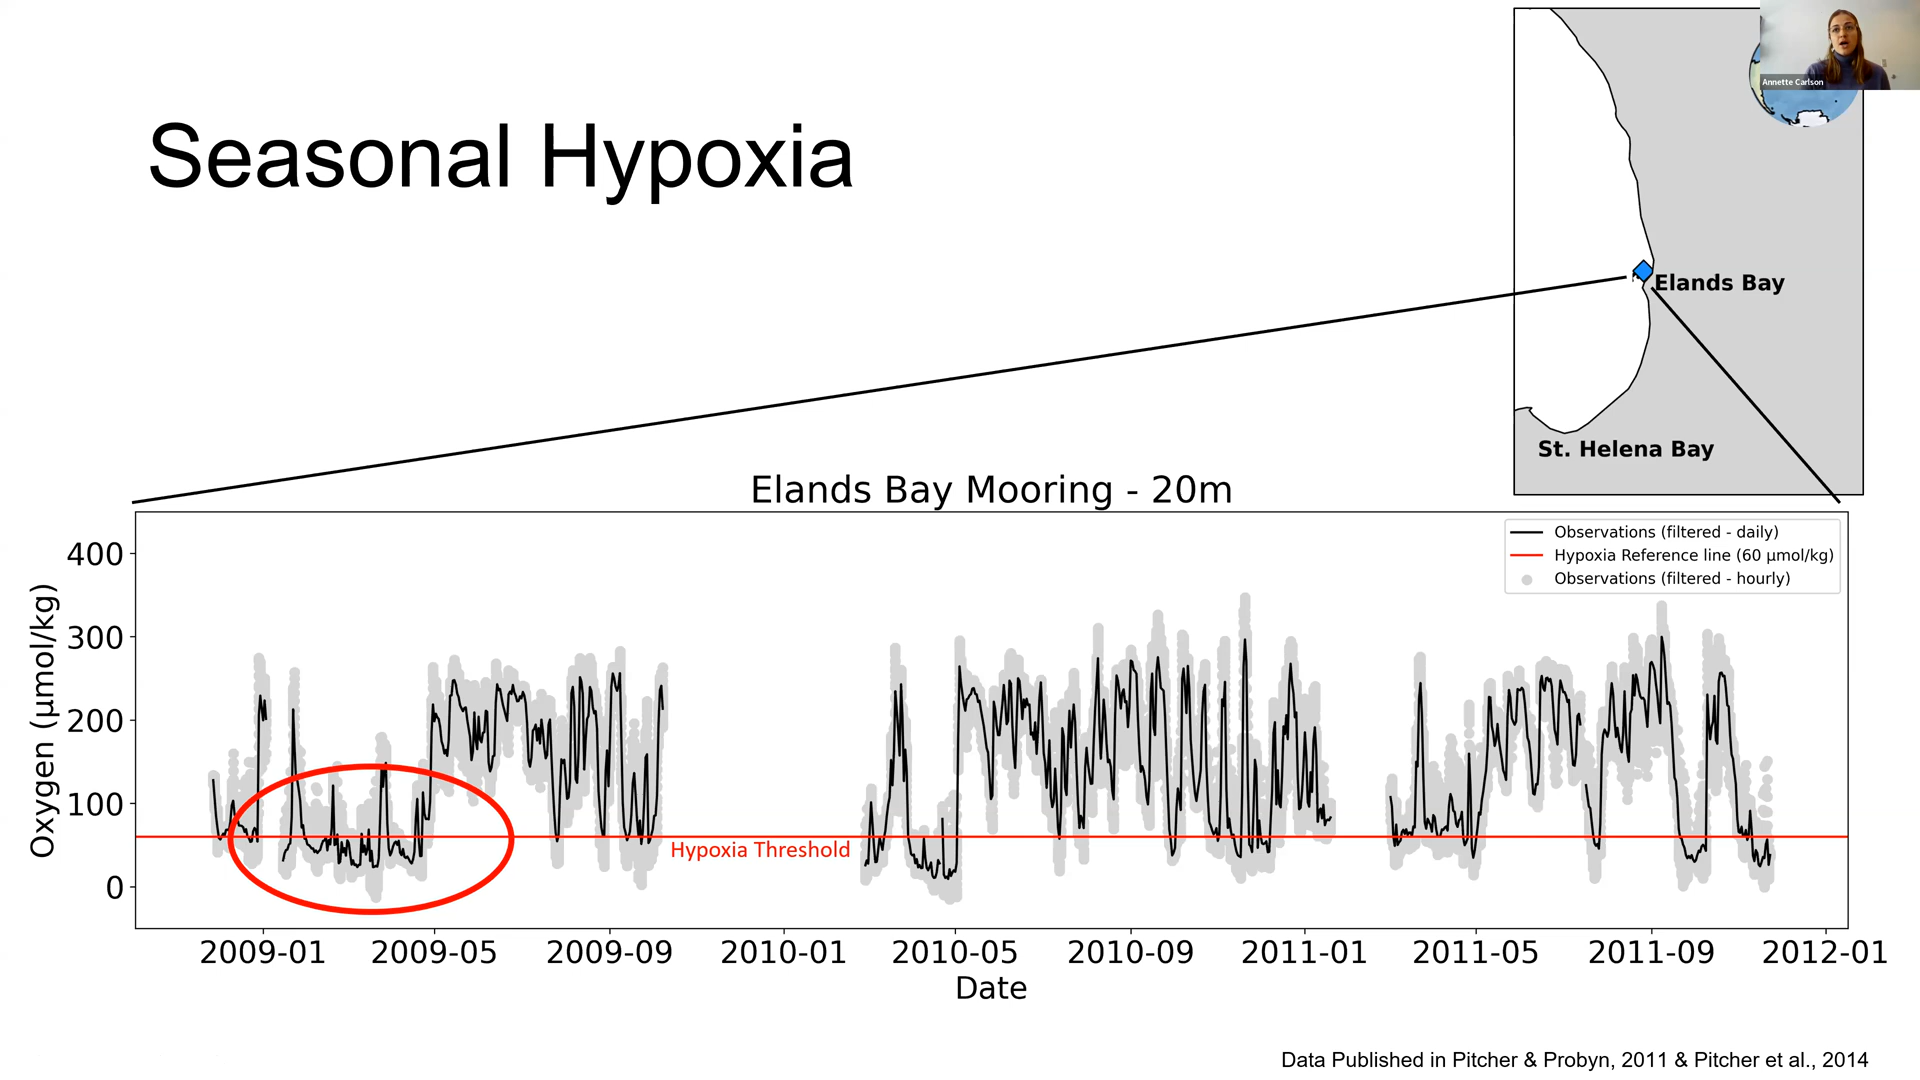 Annette Carlson
Seasonal Hypoxia
Elands Bay
St. Helena Bay
Elands Bay Mooring - 20m
Observations (filtered - daily)
Hypoxia Reference line (60 μmol/kg)
Observations (filtered - hourly)
Oxygen (μmol/kg)
400
300
200
100
0
Hypoxia Threshold
2009-01 2009-05 2009-09 2010-01 2010-05 2010-09 2011-01 2011-05 2011-09 2012-01
Date
Data Published in Pitcher & Probyn, 2011 & Pitcher et al., 2014